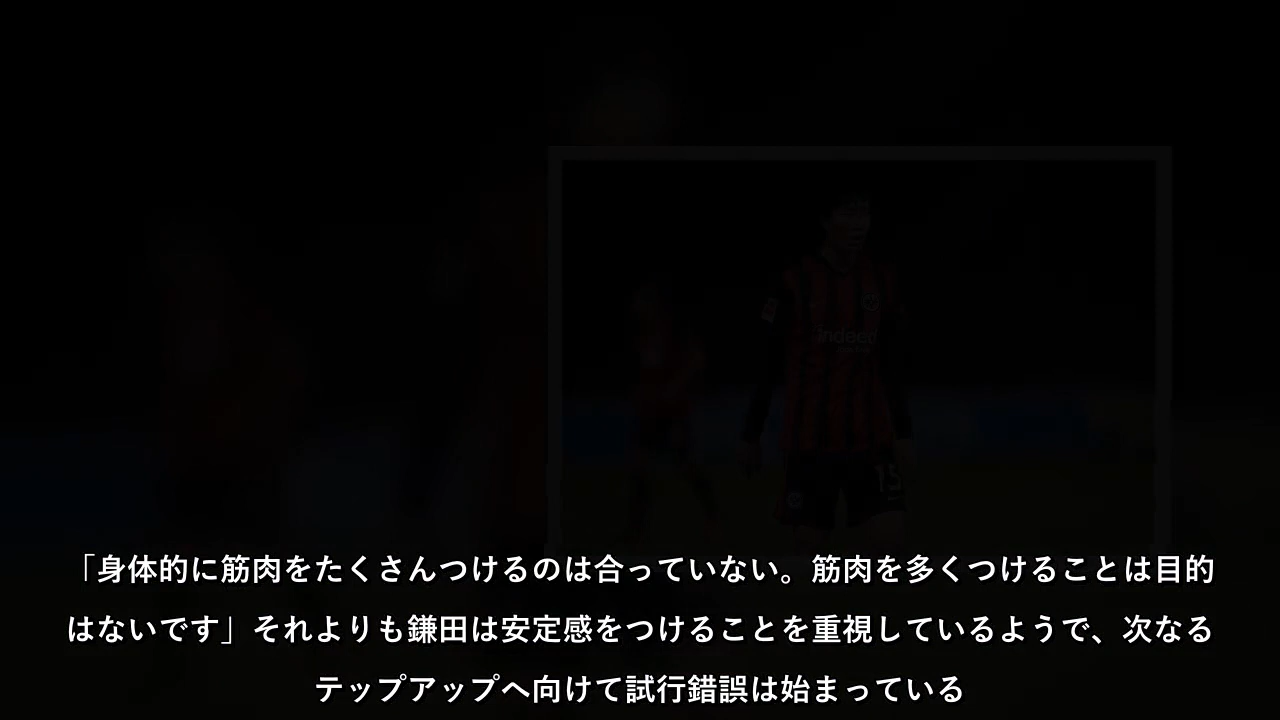 indeed
15
「身体的に筋肉をたくさんつけるのは合っていない。筋肉を多くつけることは目的
はないです」それよりも鎌田は安定感をつけることを重視しているようで、次なる
テップアップへ向けて試行錯誤は始まっている